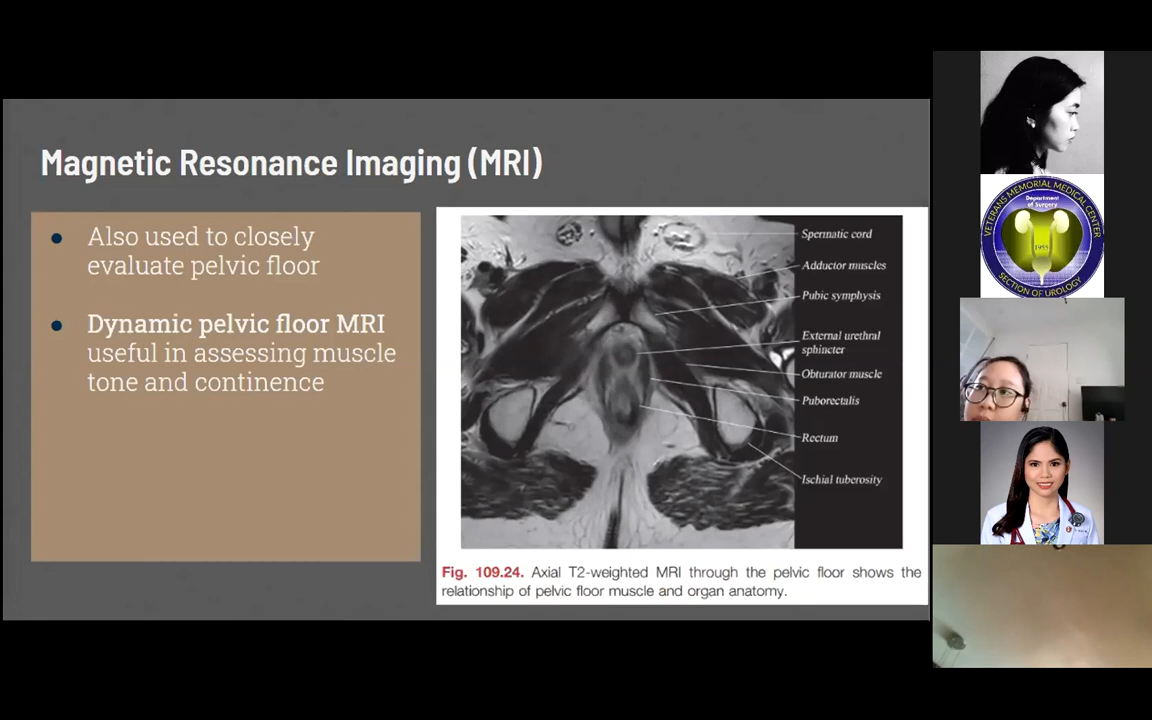 Magnetic Resonance Imaging (MRI)
Also used to closely
evaluate pelvic floor
Dynamic pelvic floor MRI
useful in assessing muscle
tone and continence
Spermatic cord
Adductor muscles
Pubic symphysis
External urethral
sphincter
Obturator muscle
Puborectalis
Rectum
Ischial tuberosity
Fig. 109.24. Axial T2-weighted MRI through the pelvic floor shows the
relationship of pelvic floor muscle and organ anatomy.
VETERANS MEMORIAL MEDICAL CENTER
Department
of Surgery
1955
SECTION OF UROLOGY